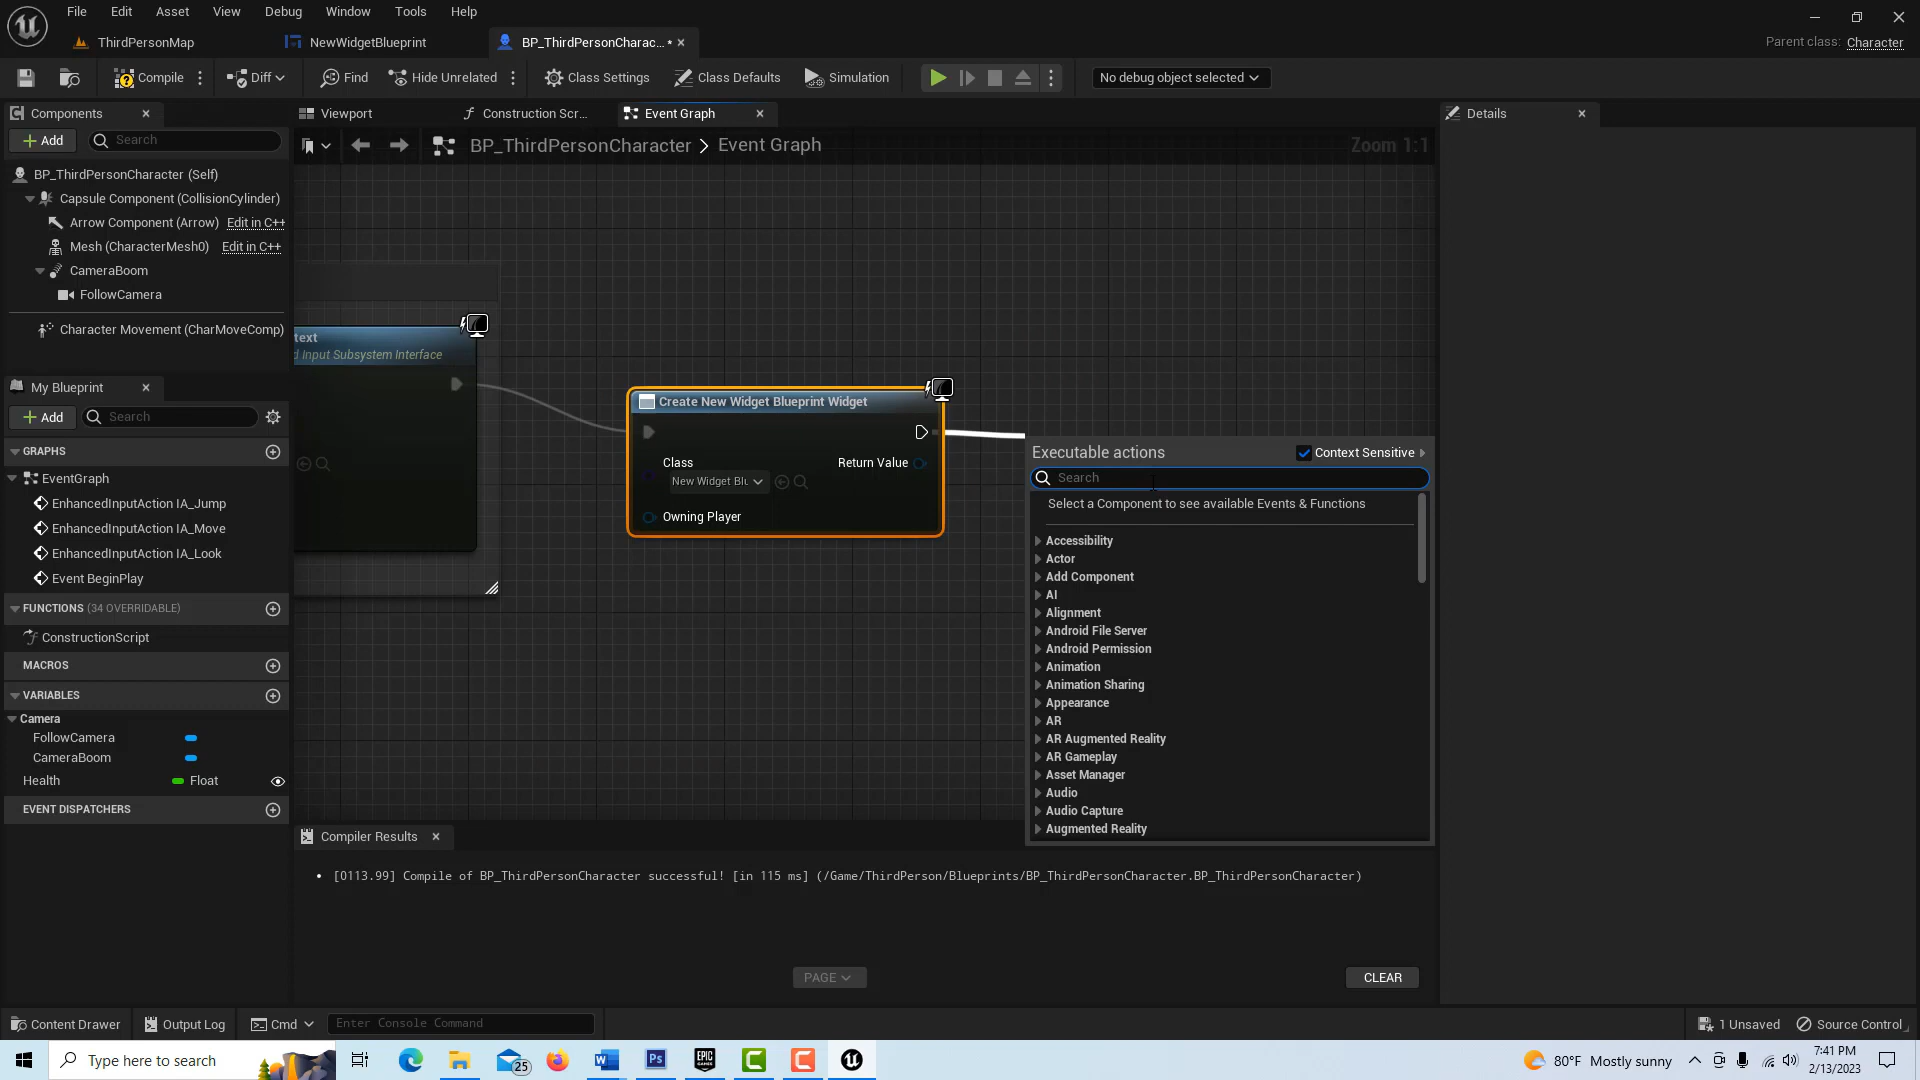 File Edit Asset View Debug Window Tools Help
ThirdPersonMap NewWidgetBlueprint BP_ThirdPersonCharac... *
Parent class: Character
Compile Diff Find Hide Unrelated Class Settings Class Defaults Simulation No debug object selected
Components
Add Search
BP_ThirdPersonCharacter (Self)
Capsule Component (CollisionCylinder)
Arrow Component (Arrow) Edit in C++
Mesh (CharacterMesh0) Edit in C++
CameraBoom
FollowCamera
Character Movement (CharMoveComp)
My Blueprint
Add Search
GRAPHS
EventGraph
EnhancedInputAction IA_Jump
EnhancedInputAction IA_Move
EnhancedInputAction IA_Look
Event BeginPlay
FUNCTIONS (34 OVERRIDABLE)
ConstructionScript
MACROS
VARIABLES
Camera
FollowCamera
CameraBoom
Health Float
EVENT DISPATCHERS
Viewport Construction Scr... Event Graph
BP_ThirdPersonCharacter > Event Graph
Zoom 1:1
text
d Input Subsystem Interface
Create New Widget Blueprint Widget
Class Return Value
New Widget Blu
Owning Player
Executable actions Context Sensitive
Search
Select a Component to see available Events & Functions
Accessibility
Actor
Add Component
AI
Alignment
Android File Server
Android Permission
Animation
Animation Sharing
Appearance
AR
AR Augmented Reality
AR Gameplay
Asset Manager
Audio
Audio Capture
Augmented Reality
Compiler Results
• [0113.99] Compile of BP_ThirdPersonCharacter successful! [in 115 ms] (/Game/ThirdPerson/Blueprints/BP_ThirdPersonCharacter.BP_ThirdPersonCharacter)
PAGE CLEAR
Details
Content Drawer Output Log Cmd Enter Console Command 1 Unsaved Source Control
Type here to search 25 80°F Mostly sunny 7:41 PM
2/13/2023